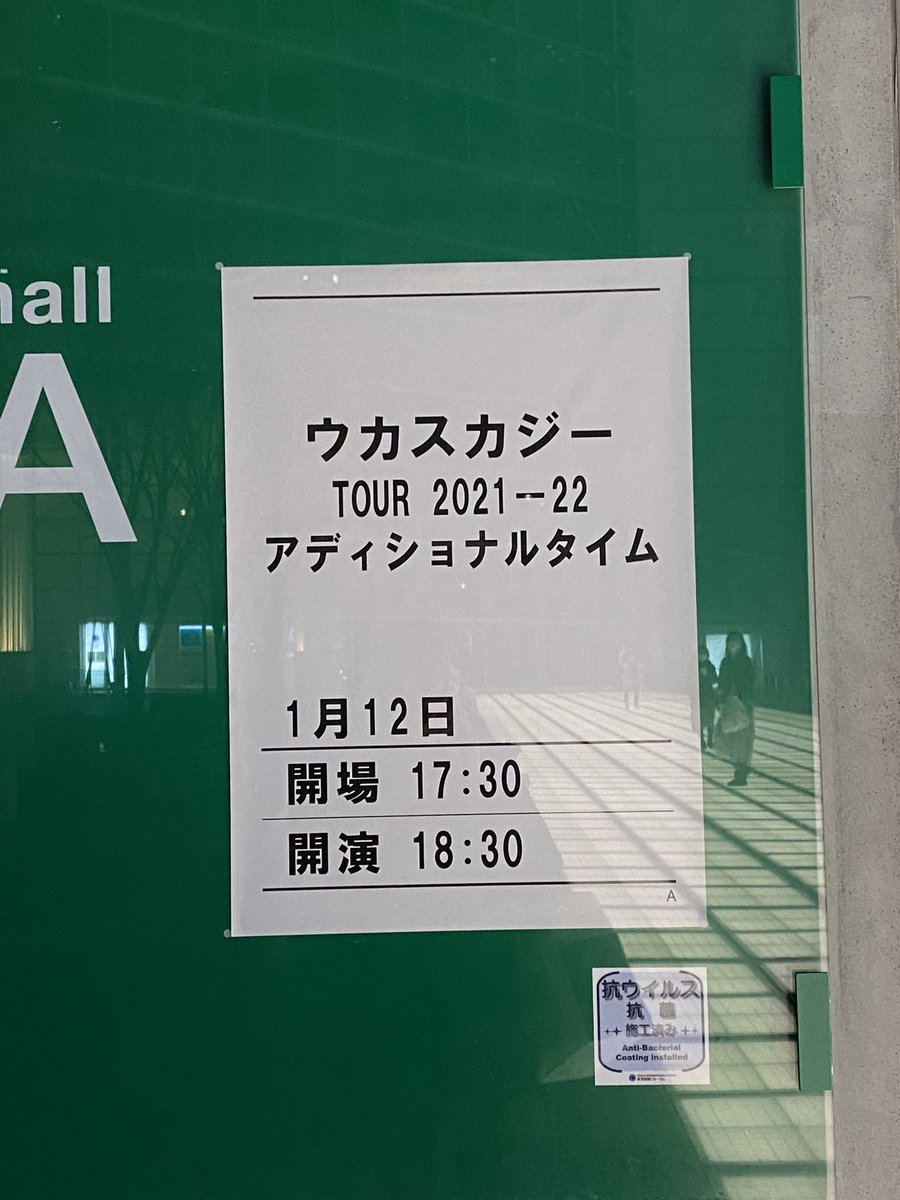 hall
A
ウカスカジー
TOUR 2021－22
アディショナルタイム
1月12日
開場 17:30
開演 18:30
A
抗ウイルス
抗菌
++施工済み++
Anti-Bacterial
Coating Installed